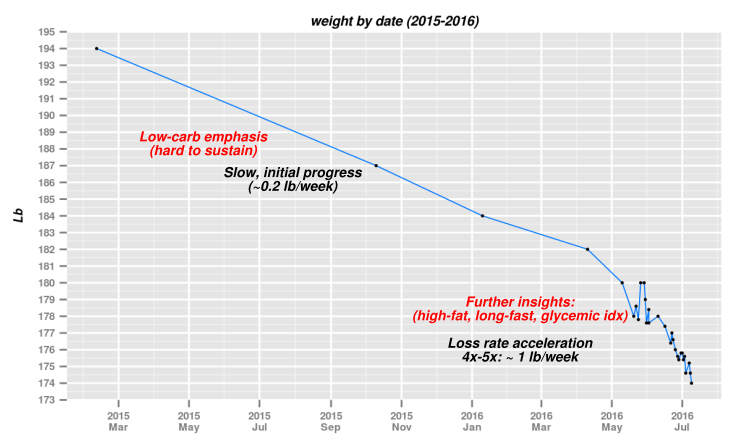 weight by date (2015-2016)
195
194
193
192
191
190
189
188
187
186
185
184
183
182
181
180
179
178
177
176
175
174
173
Lb
Low-carb emphasis
(hard to sustain)
Slow, initial progress
(~0.2 lb/week)
Further insights:
(high-fat, long-fast, glycemic idx)
Loss rate acceleration
4x-5x: ~ 1 lb/week
2015 2015 2015 2015 2015 2016 2016 2016 2016
Mar May Jul Sep Nov Jan Mar May Jul